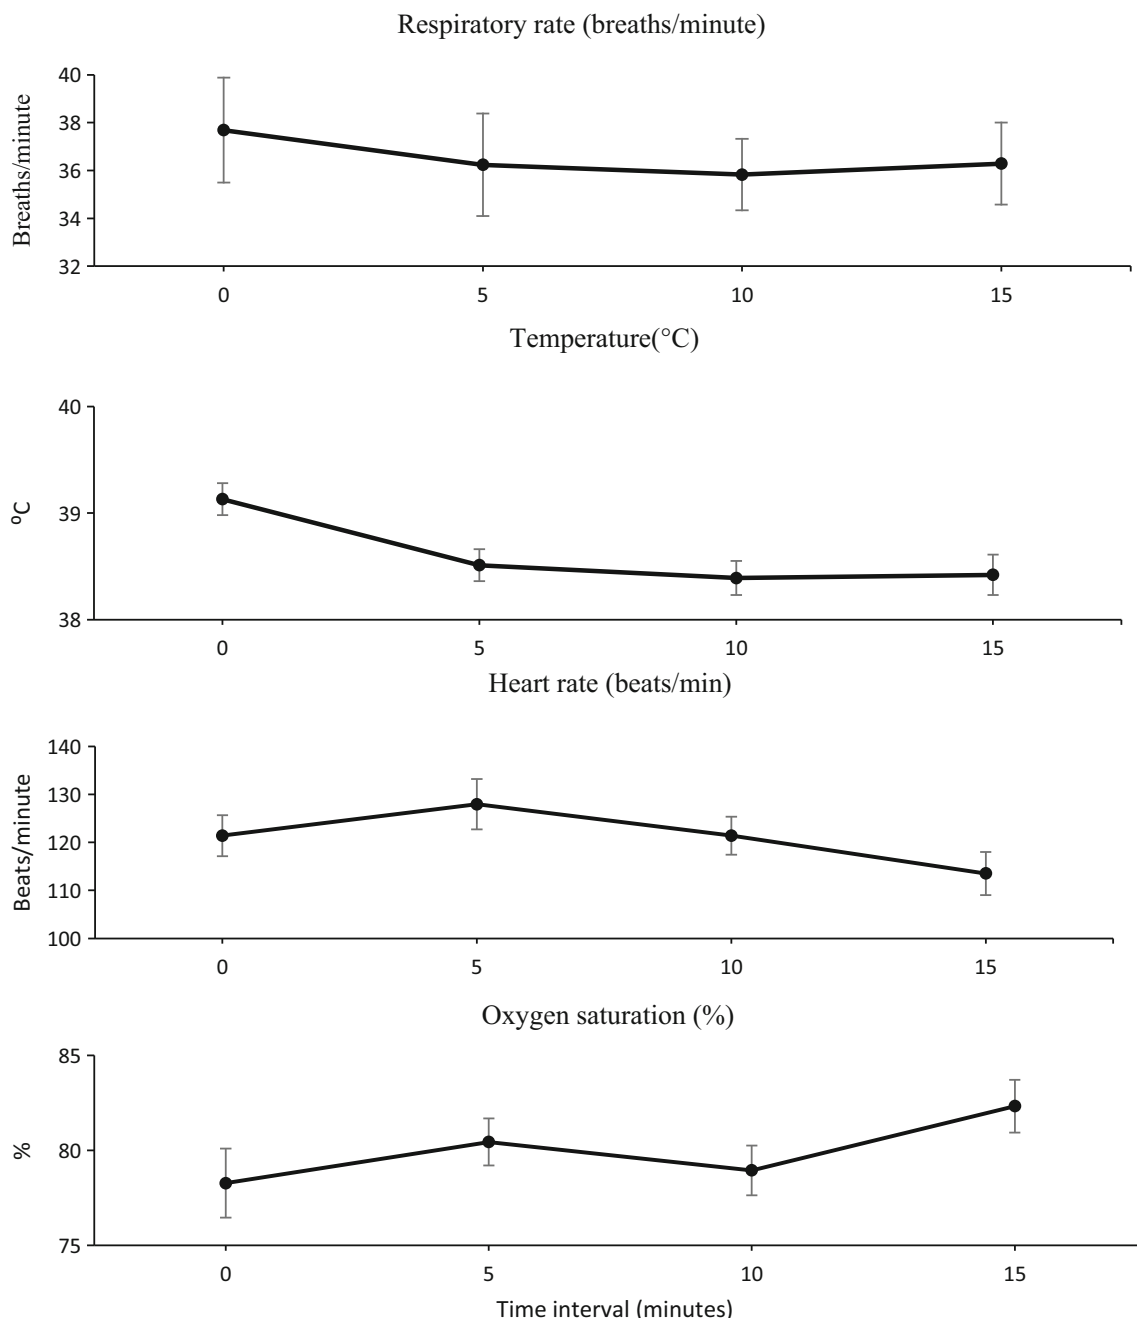 Respiratory rate (breaths/minute)
Breaths/minute
40
38
36
34
32
0 5 10 15
Temperature(°C)
ºC
40
39
38
0 5 10 15
Heart rate (beats/min)
Beats/minute
140
130
120
110
100
0 5 10 15
Oxygen saturation (%)
%
85
80
75
0 5 10 15
Time interval (minutes)